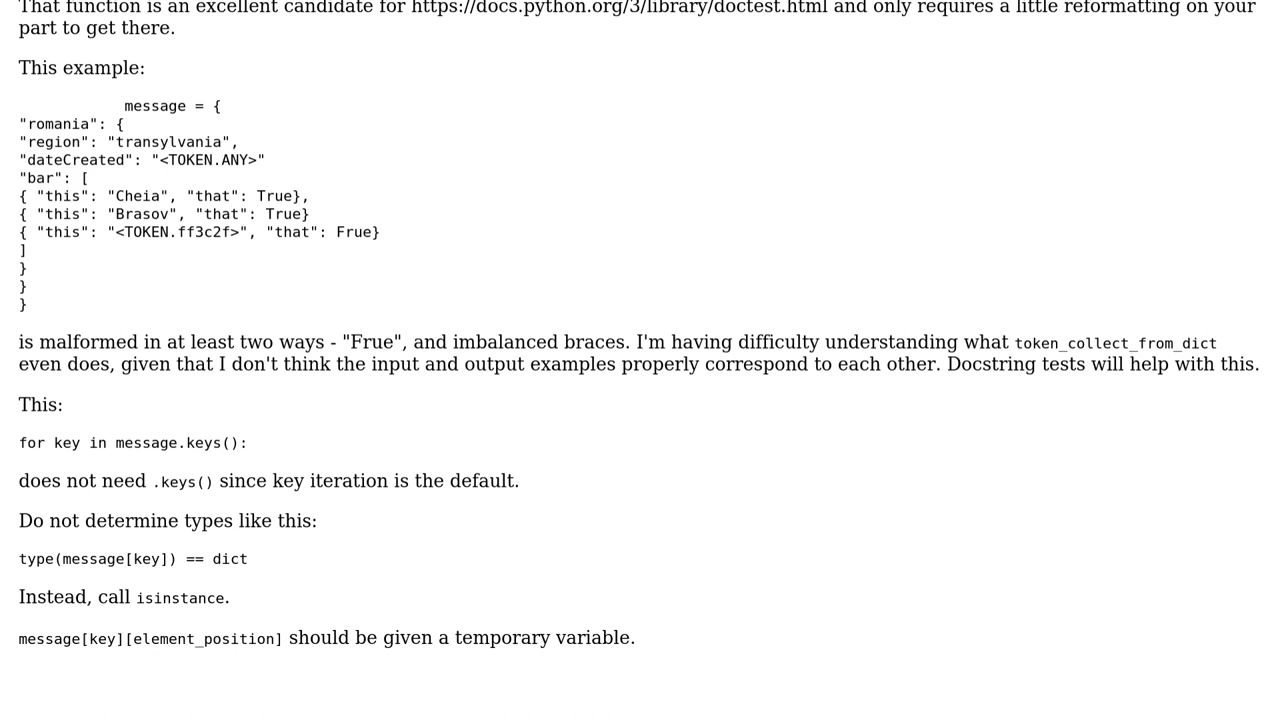 That function is an excellent candidate for https://docs.python.org/3/library/doctest.html and only requires a little reformatting on your
part to get there.
This example:
message = {
"romania": {
"region": "transylvania",
"dateCreated": "<TOKEN.ANY>"
"bar": [
{ "this": "Cheia", "that": True},
{ "this": "Brasov", "that": True}
{ "this": "<TOKEN.ff3c2f>", "that": Frue}
]
}
}
}
is malformed in at least two ways - "Frue", and imbalanced braces. I'm having difficulty understanding what token_collect_from_dict
even does, given that I don't think the input and output examples properly correspond to each other. Docstring tests will help with this.
This:
for key in message.keys():
does not need .keys() since key iteration is the default.
Do not determine types like this:
type(message[key]) == dict
Instead, call isinstance.
message[key][element_position] should be given a temporary variable.